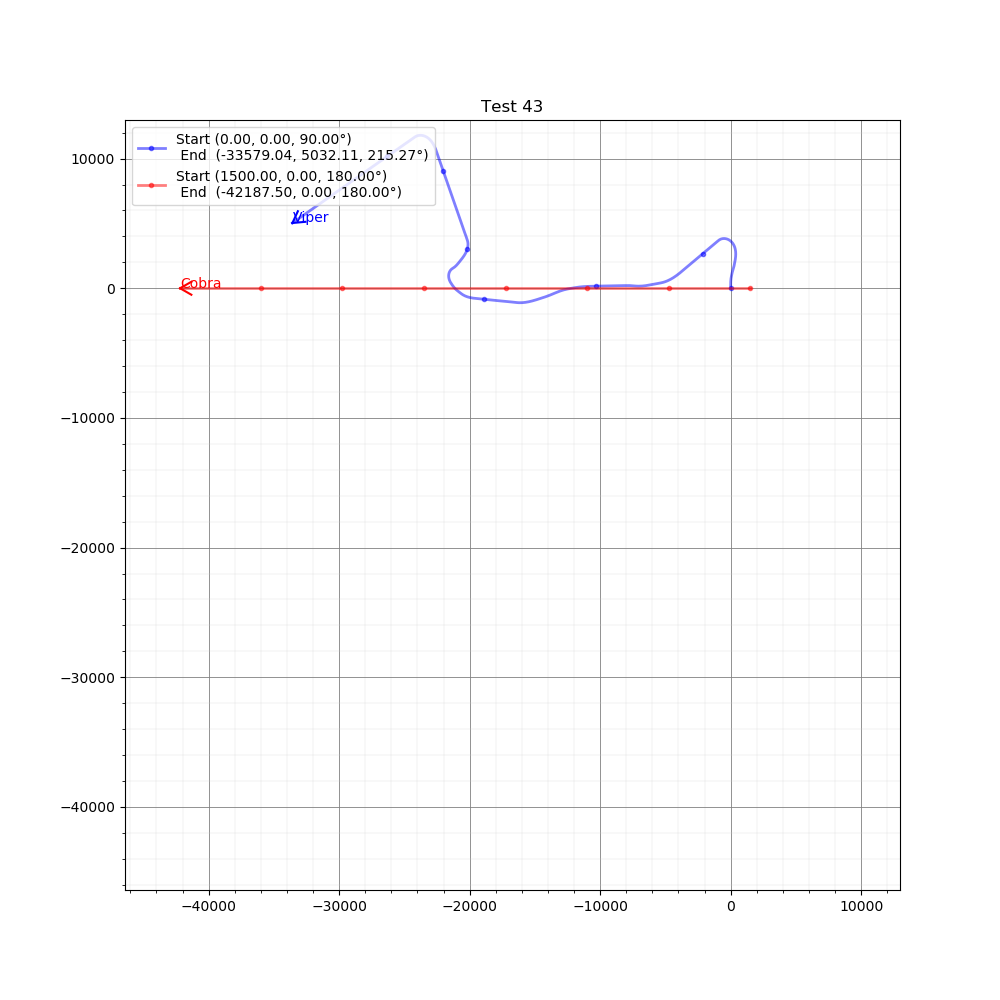 Test 43
Start (0.00, 0.00, 90.00°)
End (-33579.04, 5032.11, 215.27°)
Start (1500.00, 0.00, 180.00°)
End (-42187.50, 0.00, 180.00°)
Viper
Cobra
10000
0
−10000
−20000
−30000
−40000
−40000
−30000
−20000
−10000
0
10000